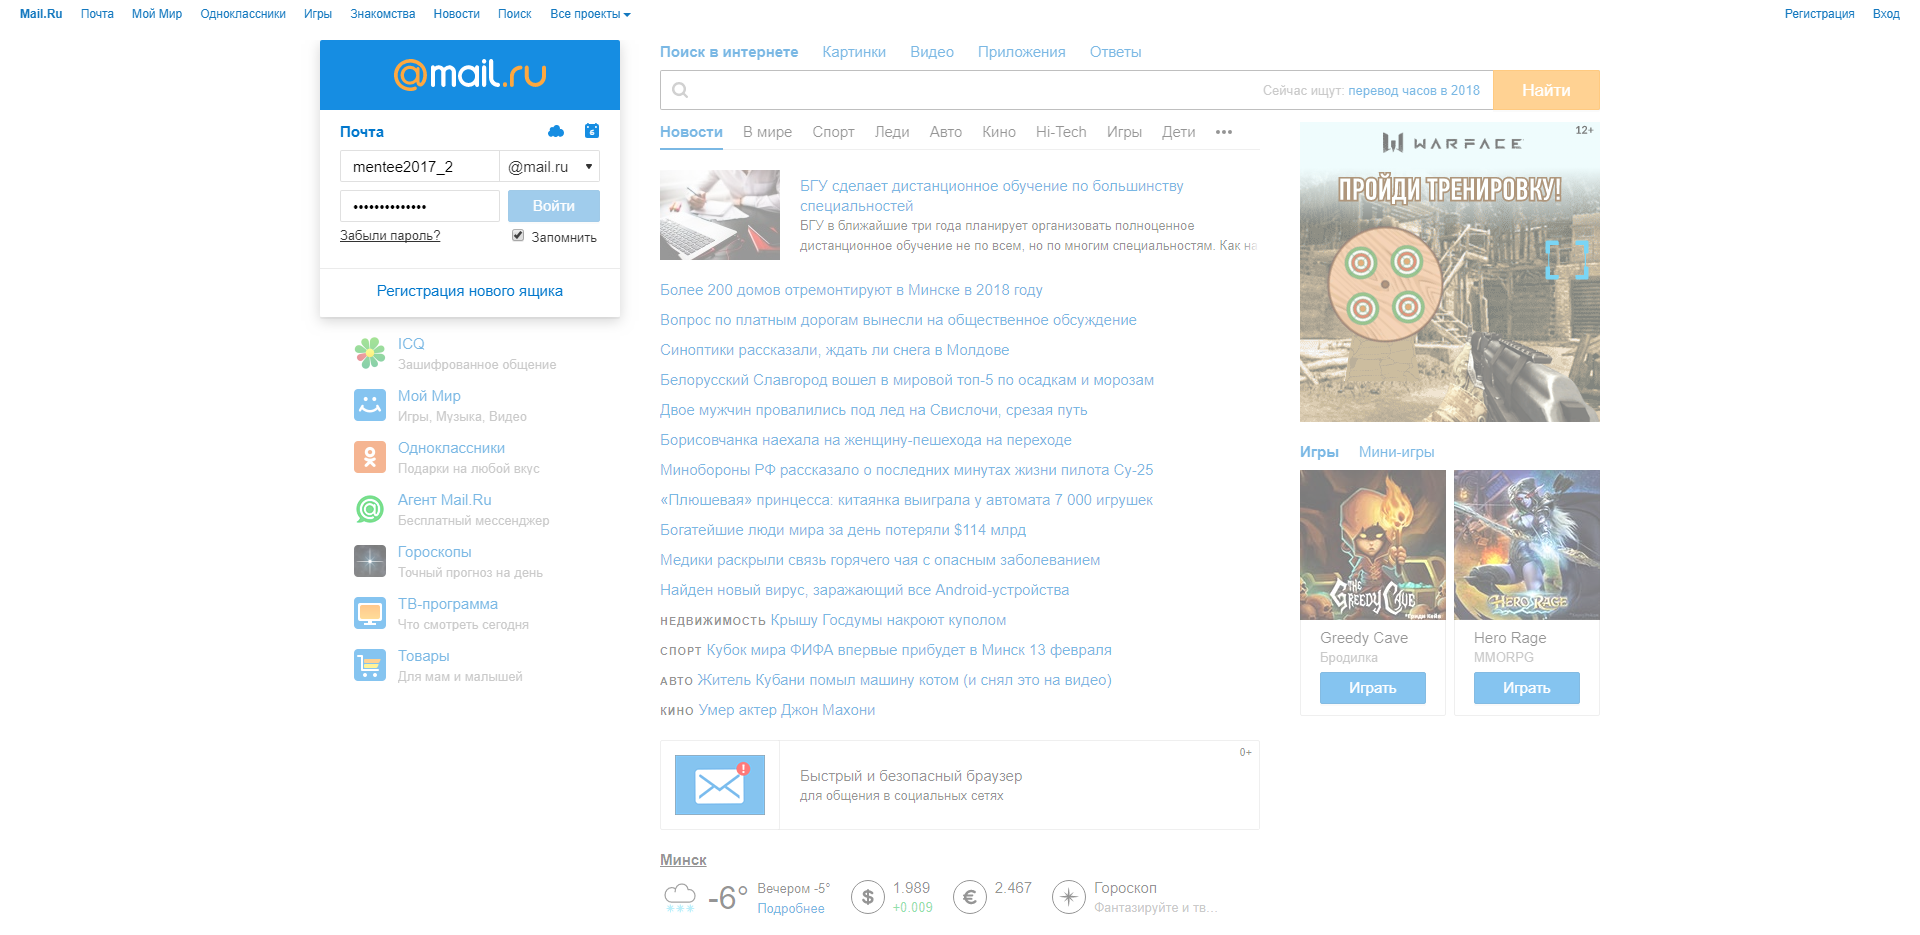 Mail.Ru Почта Мой Мир Одноклассники Игры Знакомства Новости Поиск Все проекты Регистрация Вход
@mail.ru
Почта
6
mentee2017_2 @mail.ru
•••••••••••••• Войти
Забыли пароль? Запомнить
Регистрация нового ящика
ICQ
Зашифрованное общение
Мой Мир
Игры, Музыка, Видео
Одноклассники
Подарки на любой вкус
Агент Mail.Ru
Бесплатный мессенджер
Гороскопы
Точный прогноз на день
ТВ-программа
Что смотреть сегодня
Товары
Для мам и малышей
Поиск в интернете Картинки Видео Приложения Ответы
Сейчас ищут: перевод часов в 2018 Найти
Новости В мире Спорт Леди Авто Кино Hi-Tech Игры Дети •••
БГУ сделает дистанционное обучение по большинству
специальностей
БГУ в ближайшие три года планирует организовать полноценное
дистанционное обучение не по всем, но по многим специальностям. Как на
Более 200 домов отремонтируют в Минске в 2018 году
Вопрос по платным дорогам вынесли на общественное обсуждение
Синоптики рассказали, ждать ли снега в Молдове
Белорусский Славгород вошел в мировой топ-5 по осадкам и морозам
Двое мужчин провалились под лед на Свислочи, срезая путь
Борисовчанка наехала на женщину-пешехода на переходе
Минобороны РФ рассказало о последних минутах жизни пилота Су-25
«Плюшевая» принцесса: китаянка выиграла у автомата 7 000 игрушек
Богатейшие люди мира за день потеряли $114 млрд
Медики раскрыли связь горячего чая с опасным заболеванием
Найден новый вирус, заражающий все Android-устройства
НЕДВИЖИМОСТЬ Крышу Госдумы накроют куполом
СПОРТ Кубок мира ФИФА впервые прибудет в Минск 13 февраля
АВТО Житель Кубани помыл машину котом (и снял это на видео)
КИНО Умер актер Джон Махони
0+
Быстрый и безопасный браузер
для общения в социальных сетях
Минск
-6° Вечером -5°
Подробнее
$ 1.989
+0.009
€ 2.467
Гороскоп
Фантазируйте и тв...
12+
WARFACE
ПРОЙДИ ТРЕНИРОВКУ!
Игры Мини-игры
THE
GREEDY CAVE
HERO RAGE
Greedy Cave
Бродилка
Играть
Hero Rage
MMORPG
Играть